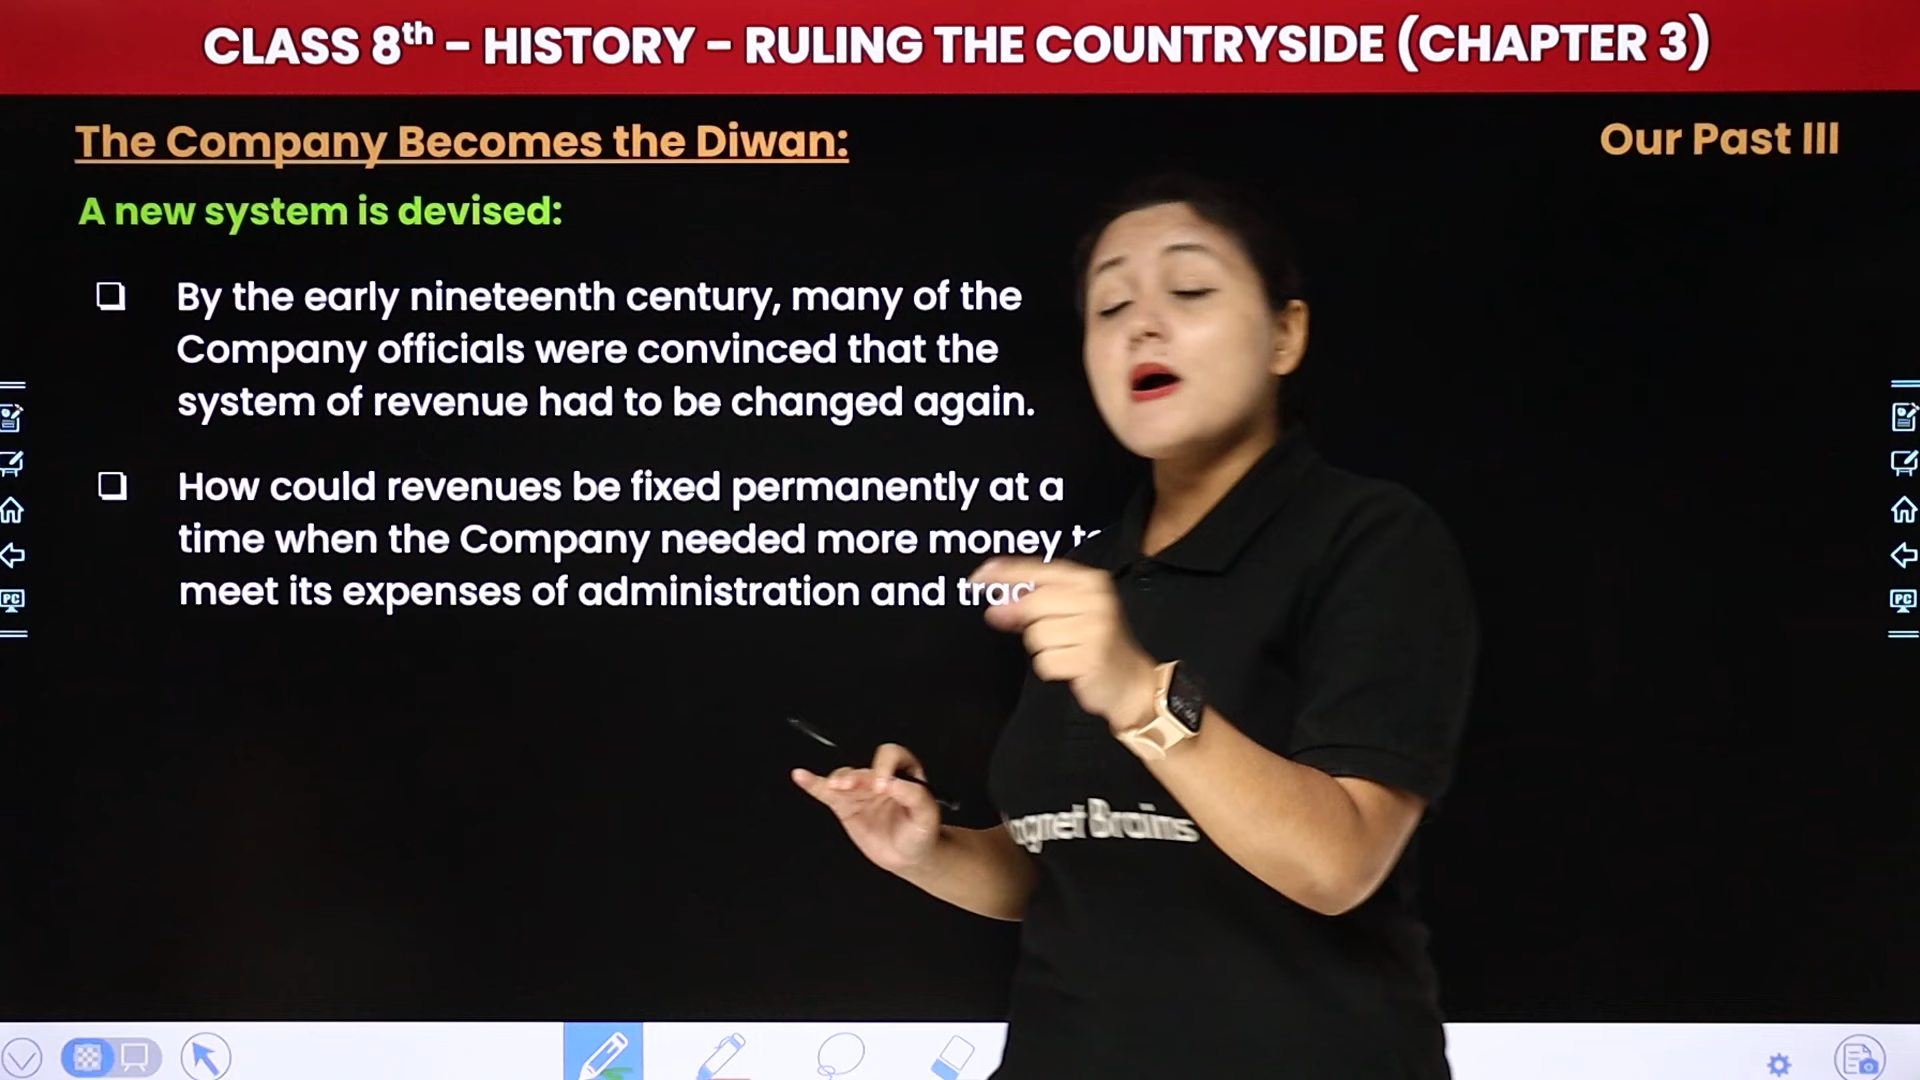 CLASS 8th – HISTORY – RULING THE COUNTRYSIDE (CHAPTER 3)
The Company Becomes the Diwan:
Our Past III
A new system is devised:
By the early nineteenth century, many of the
Company officials were convinced that the
system of revenue had to be changed again.
How could revenues be fixed permanently at a
time when the Company needed more money
meet its expenses of administration and
Brains
PC
PC